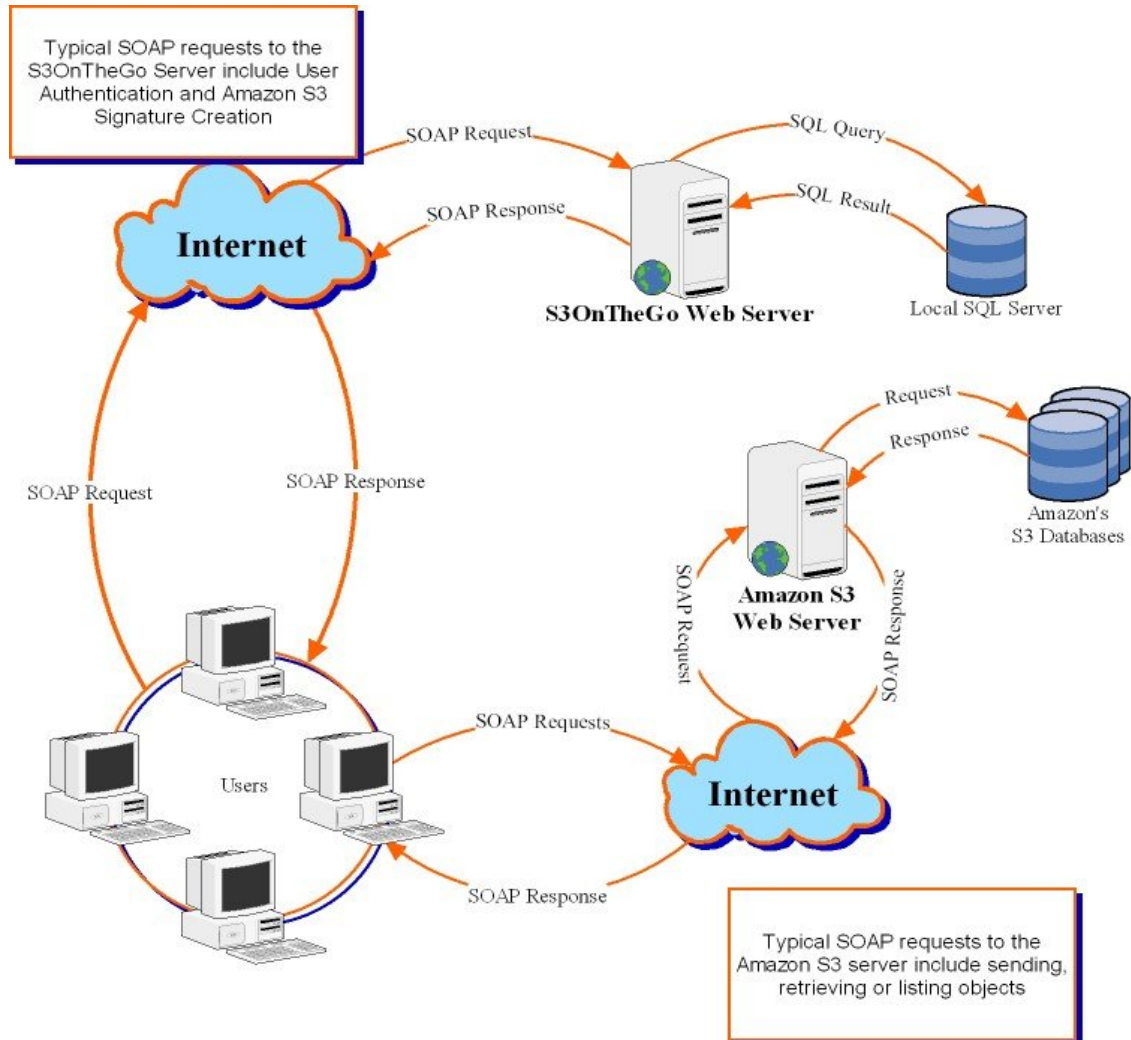 Typical SOAP requests to the
S3OnTheGo Server include User
Authentication and Amazon S3
Signature Creation
SOAP Request
SQL Query
SOAP Response
SQL Result
Internet
S3OnTheGo Web Server
Local SQL Server
Request
Response
SOAP Request
SOAP Response
Amazon's
S3 Databases
SOAP Request
Amazon S3
Web Server
SOAP Response
SOAP Requests
Users
Internet
SOAP Response
Typical SOAP requests to the
Amazon S3 server include sending,
retrieving or listing objects